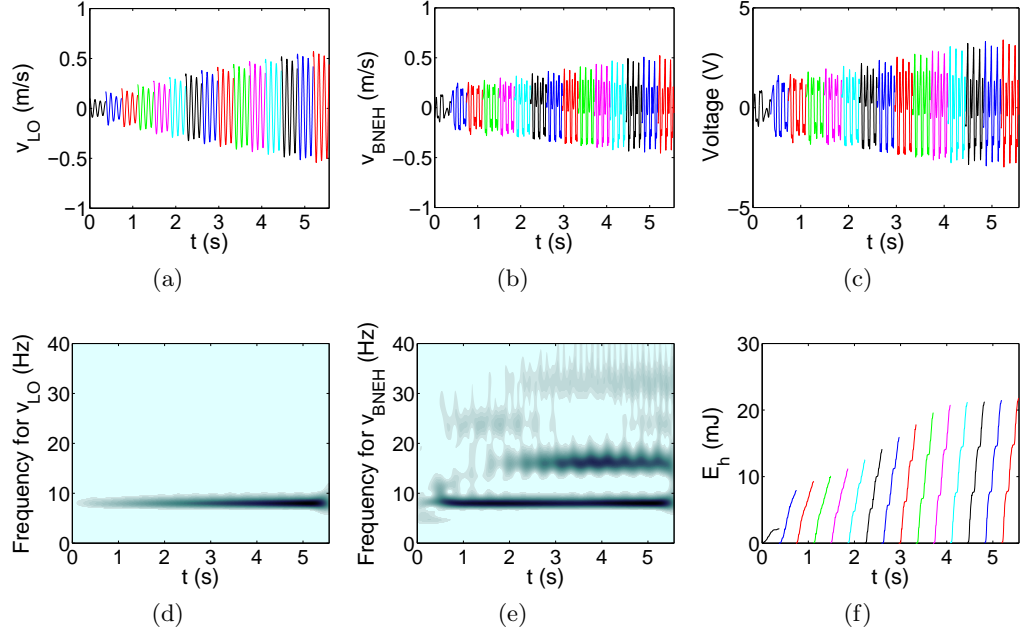 1
0.5
0
−0.5
−1
0 1 2 3 4 5
t (s)
v_LO (m/s)
(a)
1
0.5
0
−0.5
−1
0 1 2 3 4 5
t (s)
v_BNEH (m/s)
(b)
5
0
−5
0 1 2 3 4 5
t (s)
Voltage (V)
(c)
40
30
20
10
0
0 1 2 3 4 5
t (s)
Frequency for v_LO (Hz)
(d)
40
30
20
10
0
0 1 2 3 4 5
t (s)
Frequency for v_BNEH (Hz)
(e)
30
20
10
0
0 1 2 3 4 5
t (s)
E_h (mJ)
(f)